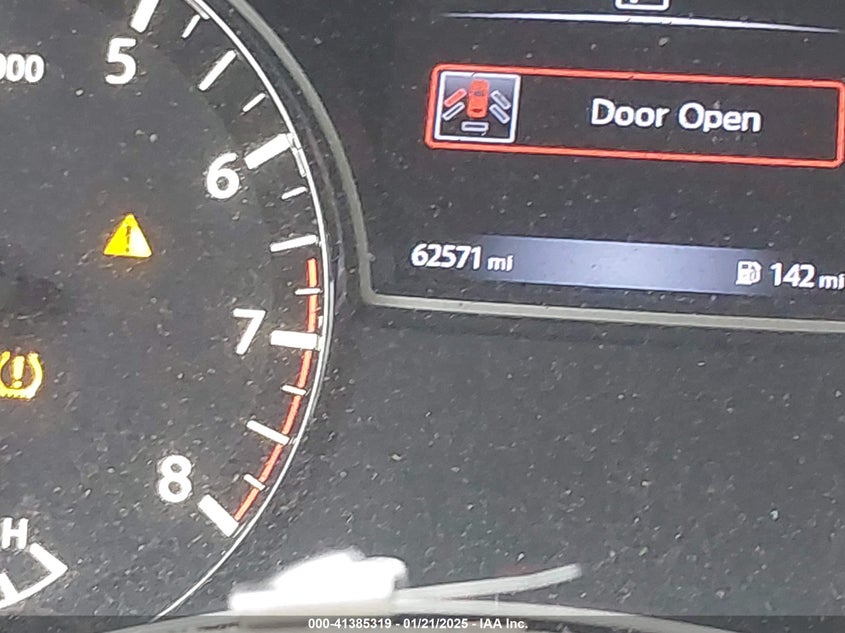 5
000
6
7
8
H
Door Open
62571 mi
142 mi
000-41385319 - 01/21/2025 - IAA Inc.